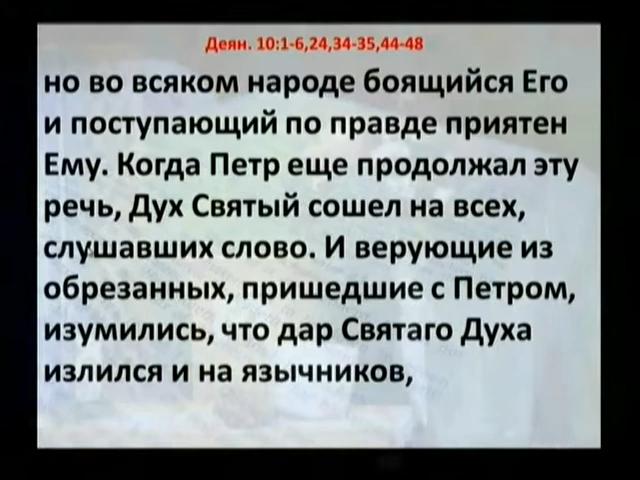 Деян. 10:1-6,24,34-35,44-48
но во всяком народе боящийся Его
и поступающий по правде приятен
Ему. Когда Петр еще продолжал эту
речь, Дух Святый сошел на всех,
слушавших слово. И верующие из
обрезанных, пришедшие с Петром,
изумились, что дар Святаго Духа
излился и на язычников,